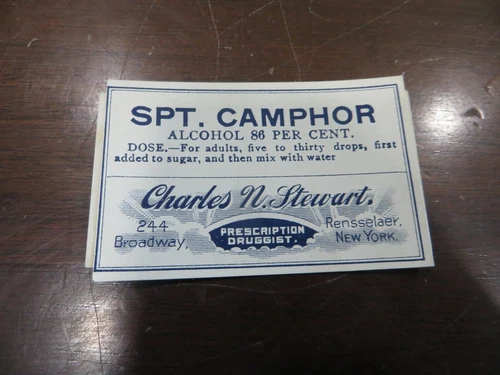 SPT. CAMPHOR
ALCOHOL 86 PER CENT.
DOSE.—For adults, five to thirty drops, first
added to sugar, and then mix with water
Charles N. Stewart.
244
Broadway,
PRESCRIPTION
DRUGGIST.
Rensselaer,
NEW YORK.